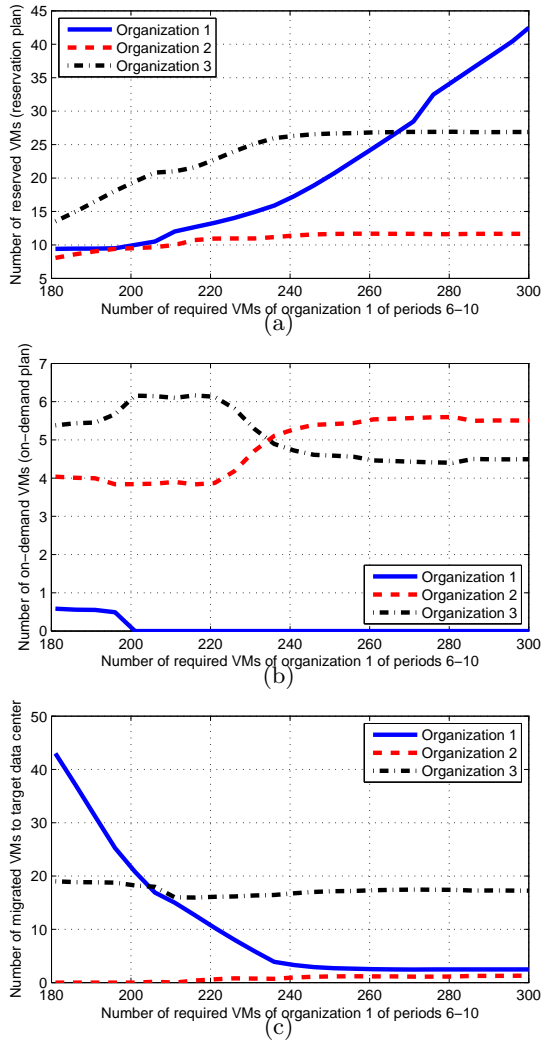 45
40
35
30
25
20
15
10
5
Number of reserved VMs (reservation plan)
Organization 1
Organization 2
Organization 3
180 200 220 240 260 280 300
Number of required VMs of organization 1 of periods 6−10
(a)
7
6
5
4
3
2
1
0
Number of on−demand VMs (on−demand plan)
Organization 1
Organization 2
Organization 3
180 200 220 240 260 280 300
Number of required VMs of organization 1 of periods 6−10
(b)
50
40
30
20
10
0
Number of migrated VMs to target data center
Organization 1
Organization 2
Organization 3
180 200 220 240 260 280 300
Number of required VMs of organization 1 of periods 6−10
(c)